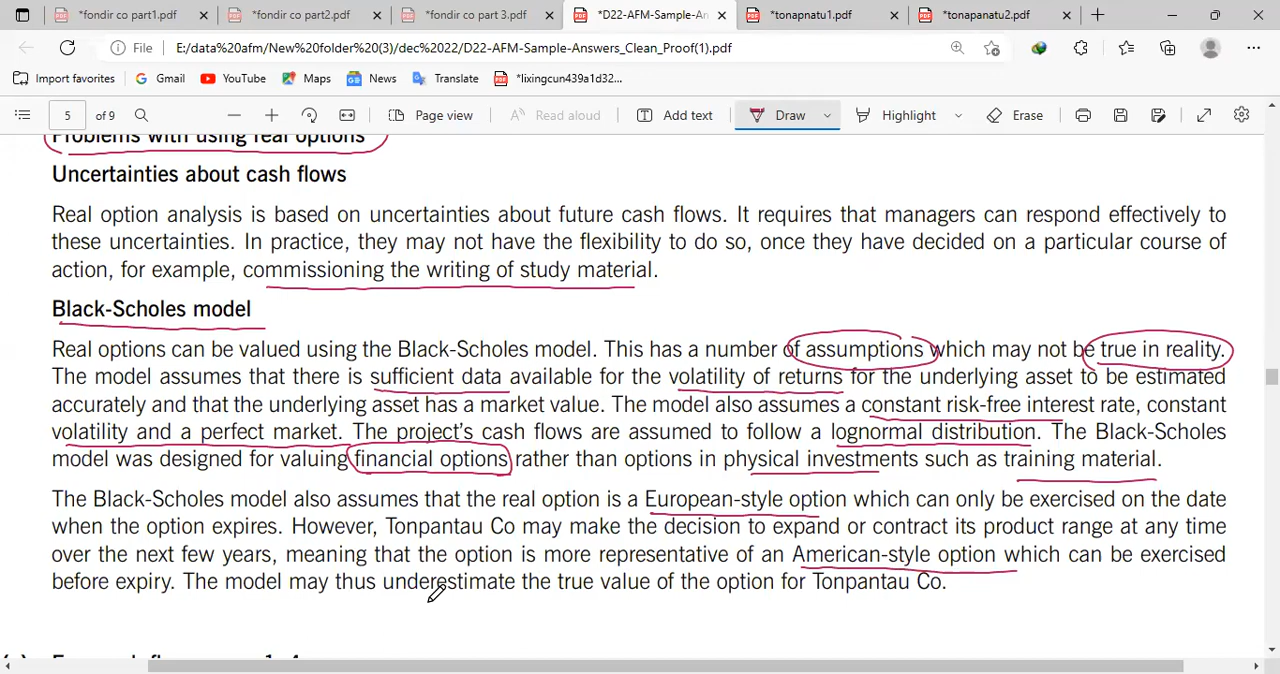 *fondir co part1.pdf
*fondir co part2.pdf
*fondir co part 3.pdf
*D22-AFM-Sample-An
*tonapnatu1.pdf
*tonapanatu2.pdf
File
E:/data%20afm/New%20folder%20(3)/dec%2022/D22-AFM-Sample-Answers_Clean_Proof(1).pdf
Import favorites
Gmail
YouTube
Maps
News
Translate
*lixingcun439a1d32...
5 of 9
Page view
Read aloud
Add text
Draw
Highlight
Erase
Problems with using real options
Uncertainties about cash flows
Real option analysis is based on uncertainties about future cash flows. It requires that managers can respond effectively to
these uncertainties. In practice, they may not have the flexibility to do so, once they have decided on a particular course of
action, for example, commissioning the writing of study material.
Black-Scholes model
Real options can be valued using the Black-Scholes model. This has a number of assumptions which may not be true in reality.
The model assumes that there is sufficient data available for the volatility of returns for the underlying asset to be estimated
accurately and that the underlying asset has a market value. The model also assumes a constant risk-free interest rate, constant
volatility and a perfect market. The project's cash flows are assumed to follow a lognormal distribution. The Black-Scholes
model was designed for valuing financial options rather than options in physical investments such as training material.
The Black-Scholes model also assumes that the real option is a European-style option which can only be exercised on the date
when the option expires. However, Tonpantau Co may make the decision to expand or contract its product range at any time
over the next few years, meaning that the option is more representative of an American-style option which can be exercised
before expiry. The model may thus underestimate the true value of the option for Tonpantau Co.